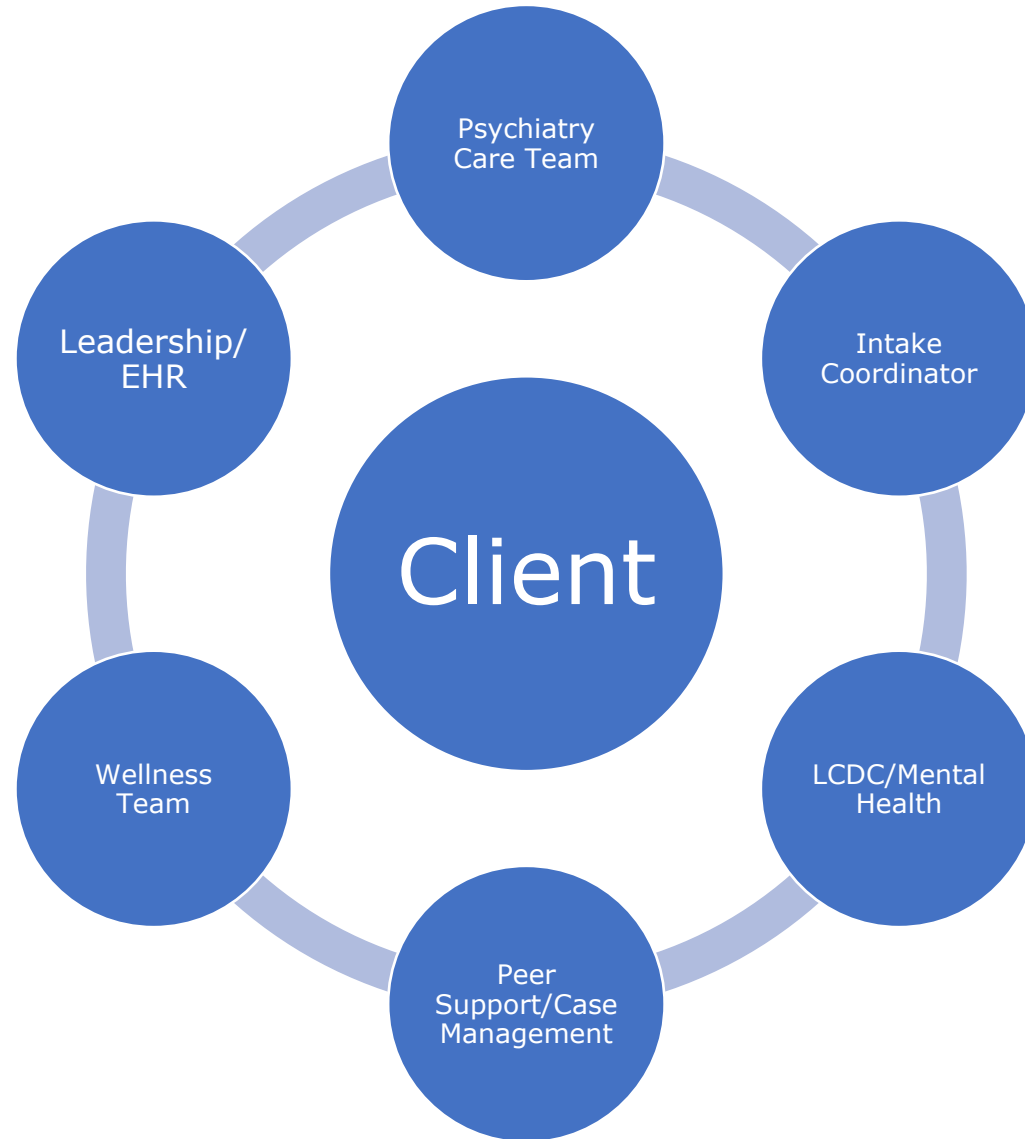 Psychiatry
Care Team
Intake
Coordinator
LCDC/Mental
Health
Peer
Support/Case
Management
Wellness
Team
Leadership/
EHR
Client